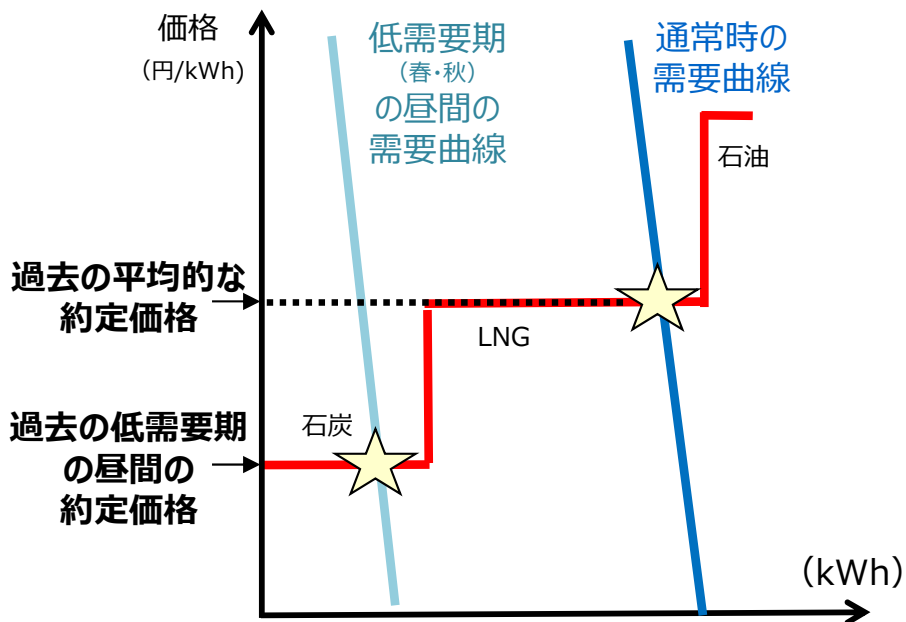 価格
（円/kWh）
低需要期
（春・秋）
の昼間の
需要曲線
通常時の
需要曲線
石油
過去の平均的な
約定価格
LNG
石炭
過去の低需要期
の昼間の
約定価格
（kWh）